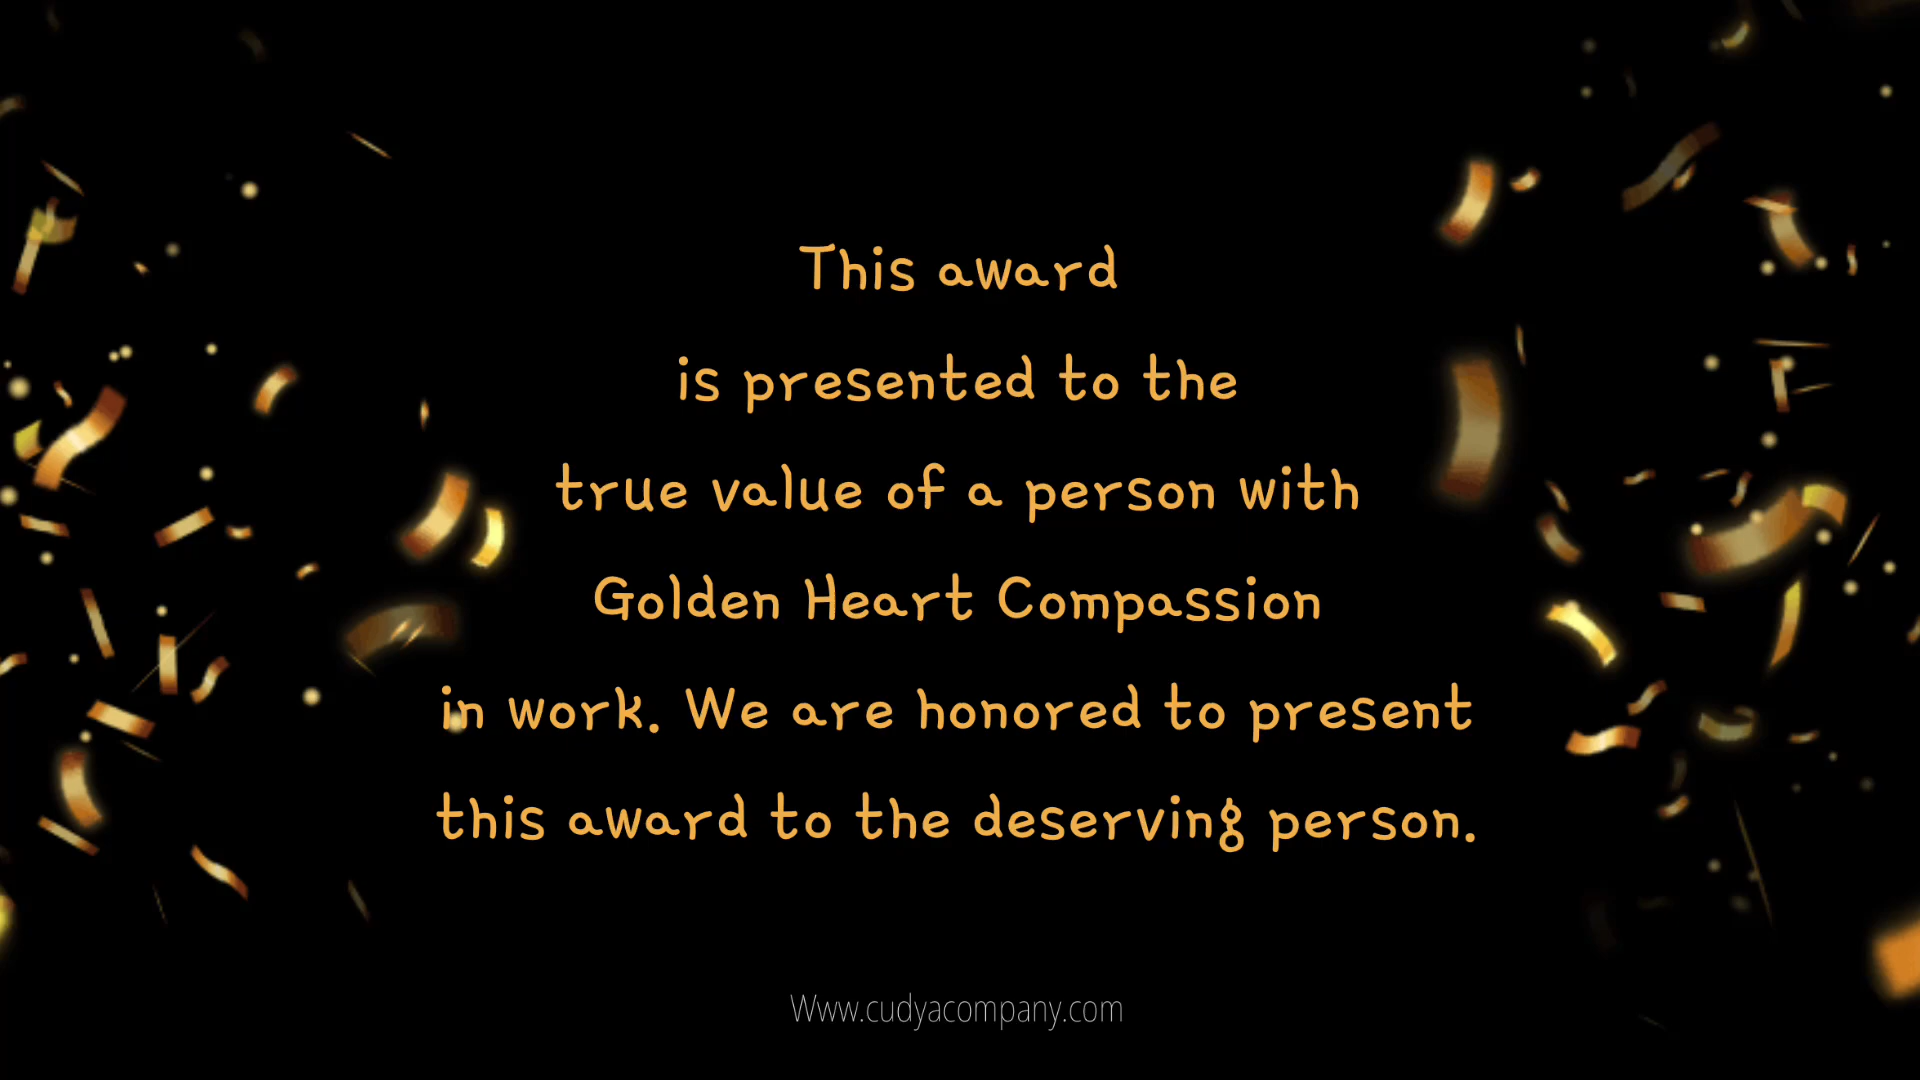 This award
is presented to the
true value of a person with
Golden Heart Compassion
in work. We are honored to present
this award to the deserving person.
Www.cudyacompany.com